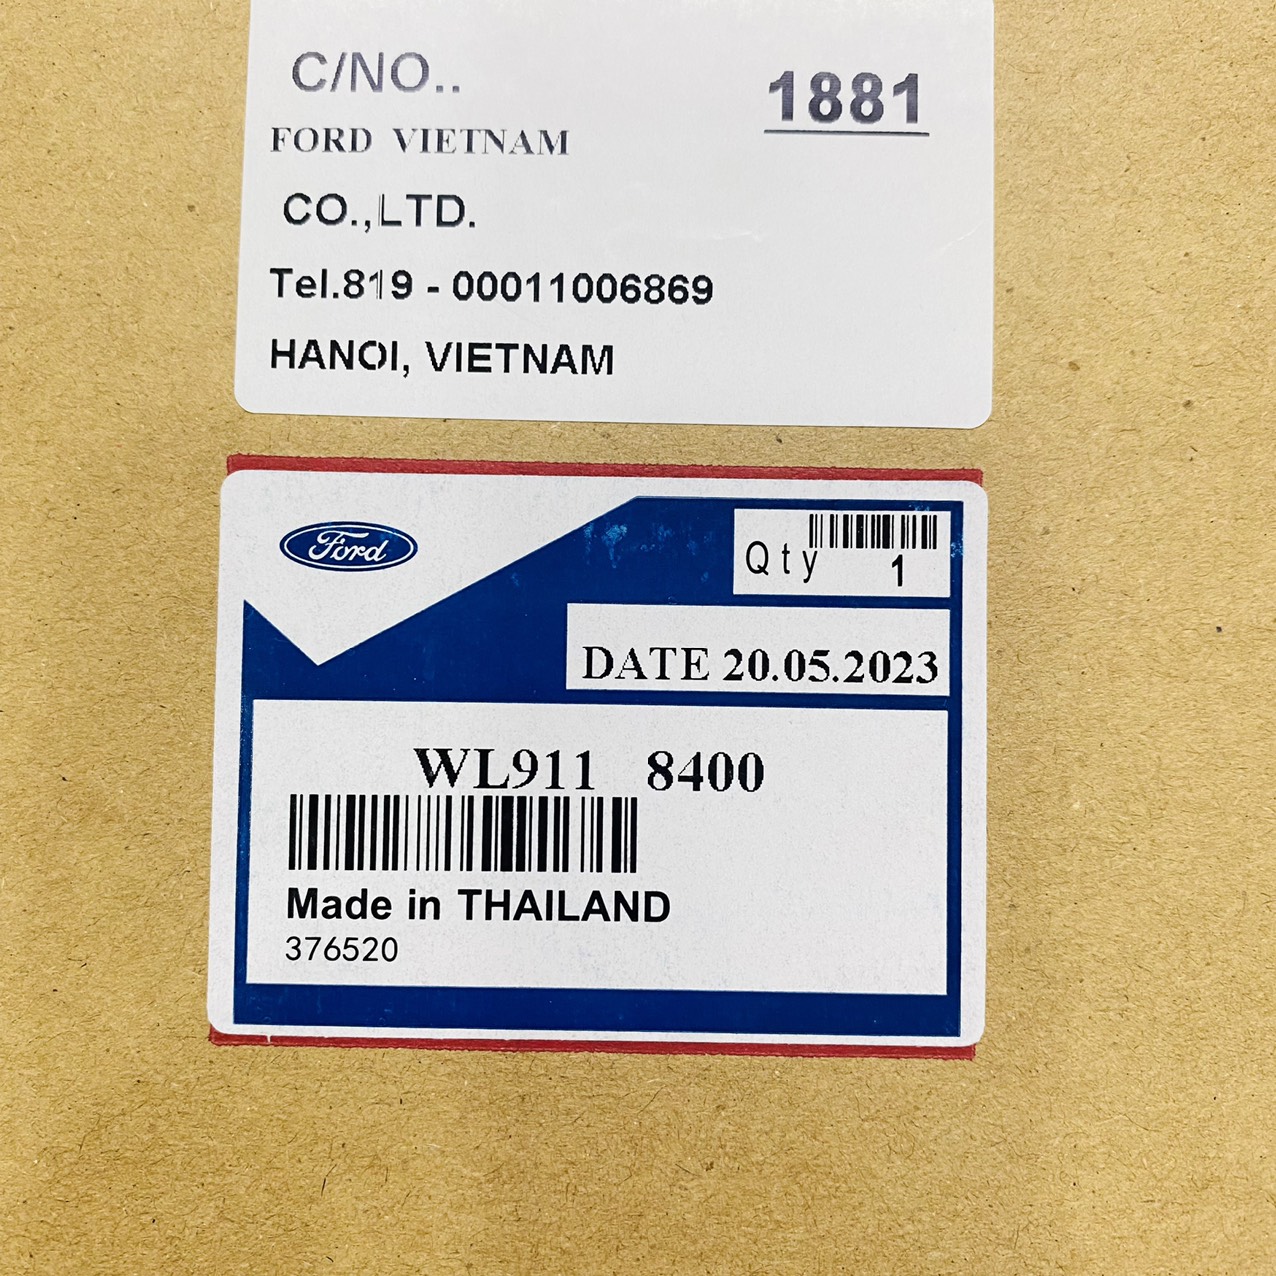 C/NO..
1881
FORD VIETNAM
CO.,LTD.
Tel.819 - 00011006869
HANOI, VIETNAM
Ford
Qty 1
DATE 20.05.2023
WL911 8400
Made in THAILAND
376520